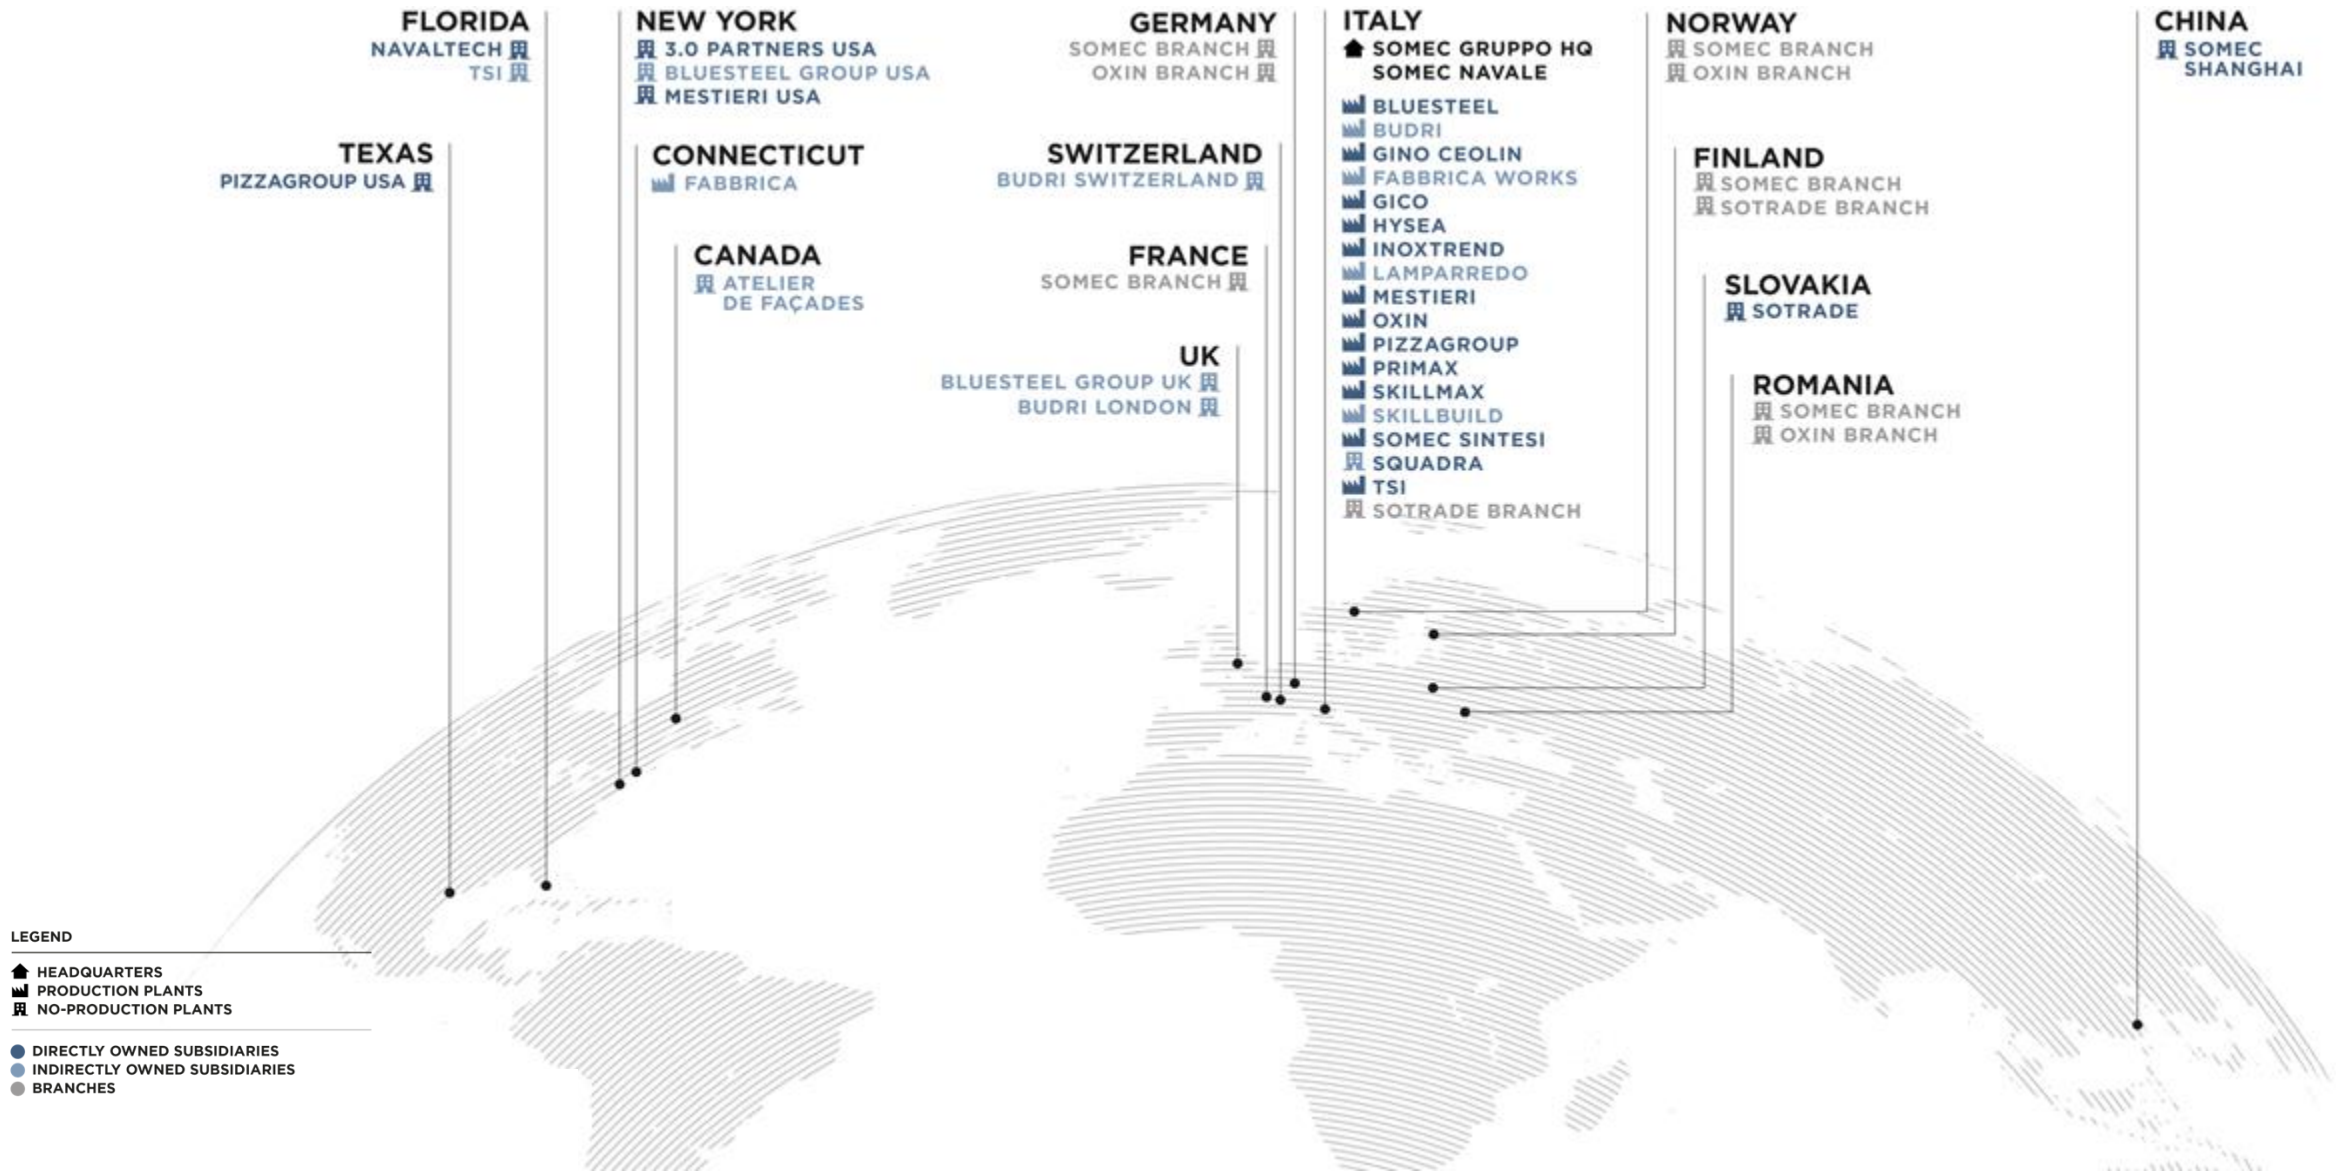 FLORIDA
NAVALTECH
TSI
TEXAS
PIZZAGROUP USA
NEW YORK
3.0 PARTNERS USA
BLUESTEEL GROUP USA
MESTIERI USA
CONNECTICUT
FABBRICA
CANADA
ATELIER
DE FAÇADES
GERMANY
SOMEC BRANCH
OXIN BRANCH
SWITZERLAND
BUDRI SWITZERLAND
FRANCE
SOMEC BRANCH
UK
BLUESTEEL GROUP UK
BUDRI LONDON
ITALY
SOMEC GRUPPO HQ
SOMEC NAVALE
BLUESTEEL
BUDRI
GINO CEOLIN
FABBRICA WORKS
GICO
HYSEA
INOXTREND
LAMPARREDO
MESTIERI
OXIN
PIZZAGROUP
PRIMAX
SKILLMAX
SKILLBUILD
SOMEC SINTESI
SQUADRA
TSI
SOTRADE BRANCH
NORWAY
SOMEC BRANCH
OXIN BRANCH
FINLAND
SOMEC BRANCH
SOTRADE BRANCH
SLOVAKIA
SOTRADE
ROMANIA
SOMEC BRANCH
OXIN BRANCH
CHINA
SOMEC
SHANGHAI
LEGEND
HEADQUARTERS
PRODUCTION PLANTS
NO-PRODUCTION PLANTS
DIRECTLY OWNED SUBSIDIARIES
INDIRECTLY OWNED SUBSIDIARIES
BRANCHES